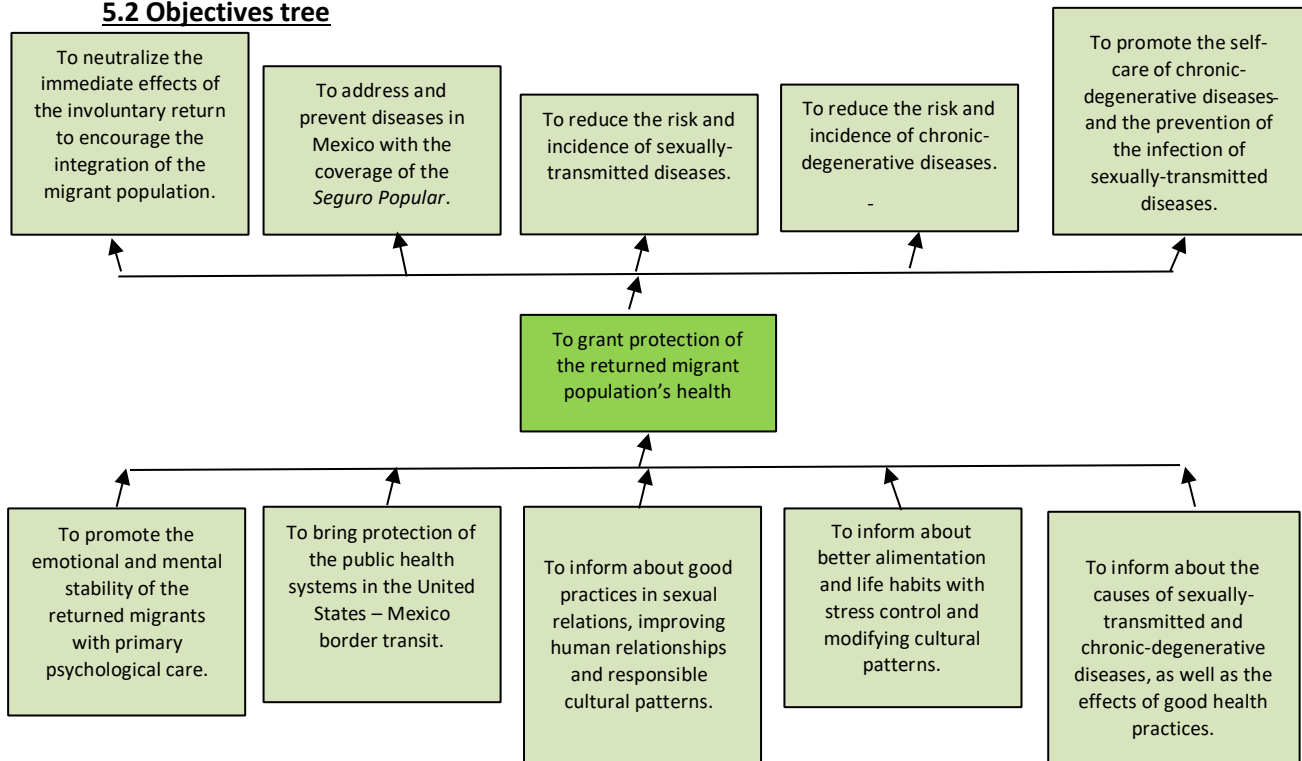 5.2 Objectives tree
To neutralize the
immediate effects of
the involuntary return
to encourage the
integration of the
migrant population.
To address and
prevent diseases in
Mexico with the
coverage of the
Seguro Popular.
To reduce the risk and
incidence of sexually-
transmitted diseases.
To reduce the risk and
incidence of chronic-
degenerative diseases.
-
To promote the self-
care of chronic-
degenerative diseases-
and the prevention of
the infection of
sexually-transmitted
diseases.
To grant protection of
the returned migrant
population’s health
To promote the
emotional and mental
stability of the
returned migrants
with primary
psychological care.
To bring protection of
the public health
systems in the United
States – Mexico
border transit.
To inform about good
practices in sexual
relations, improving
human relationships
and responsible
cultural patterns.
To inform about
better alimentation
and life habits with
stress control and
modifying cultural
patterns.
To inform about the
causes of sexually-
transmitted and
chronic-degenerative
diseases, as well as the
effects of good health
practices.